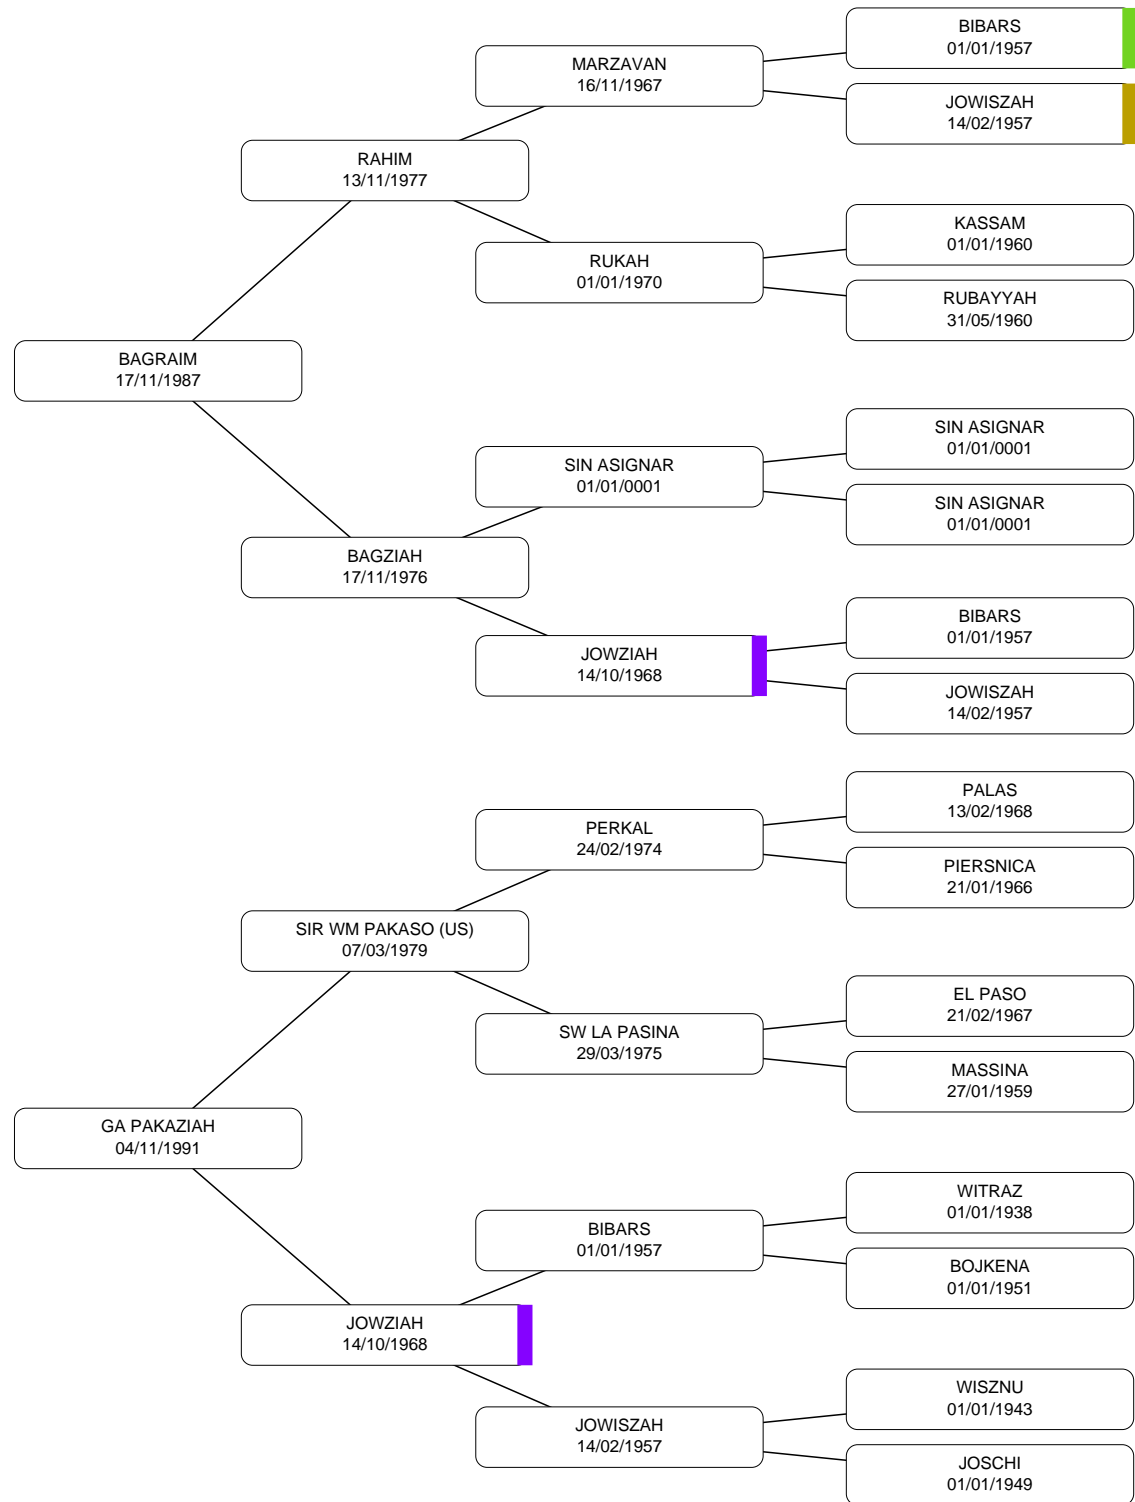 BIBARS
01/01/1957
MARZAVAN
16/11/1967
JOWISZAH
14/02/1957
RAHIM
13/11/1977
KASSAM
01/01/1960
RUKAH
01/01/1970
RUBAYYAH
31/05/1960
BAGRAIM
17/11/1987
SIN ASIGNAR
01/01/0001
SIN ASIGNAR
01/01/0001
SIN ASIGNAR
01/01/0001
BAGZIAH
17/11/1976
BIBARS
01/01/1957
JOWZIAH
14/10/1968
JOWISZAH
14/02/1957
PALAS
13/02/1968
PERKAL
24/02/1974
PIERSNICA
21/01/1966
SIR WM PAKASO (US)
07/03/1979
EL PASO
21/02/1967
SW LA PASINA
29/03/1975
MASSINA
27/01/1959
GA PAKAZIAH
04/11/1991
WITRAZ
01/01/1938
BIBARS
01/01/1957
BOJKENA
01/01/1951
JOWZIAH
14/10/1968
WISZNU
01/01/1943
JOWISZAH
14/02/1957
JOSCHI
01/01/1949